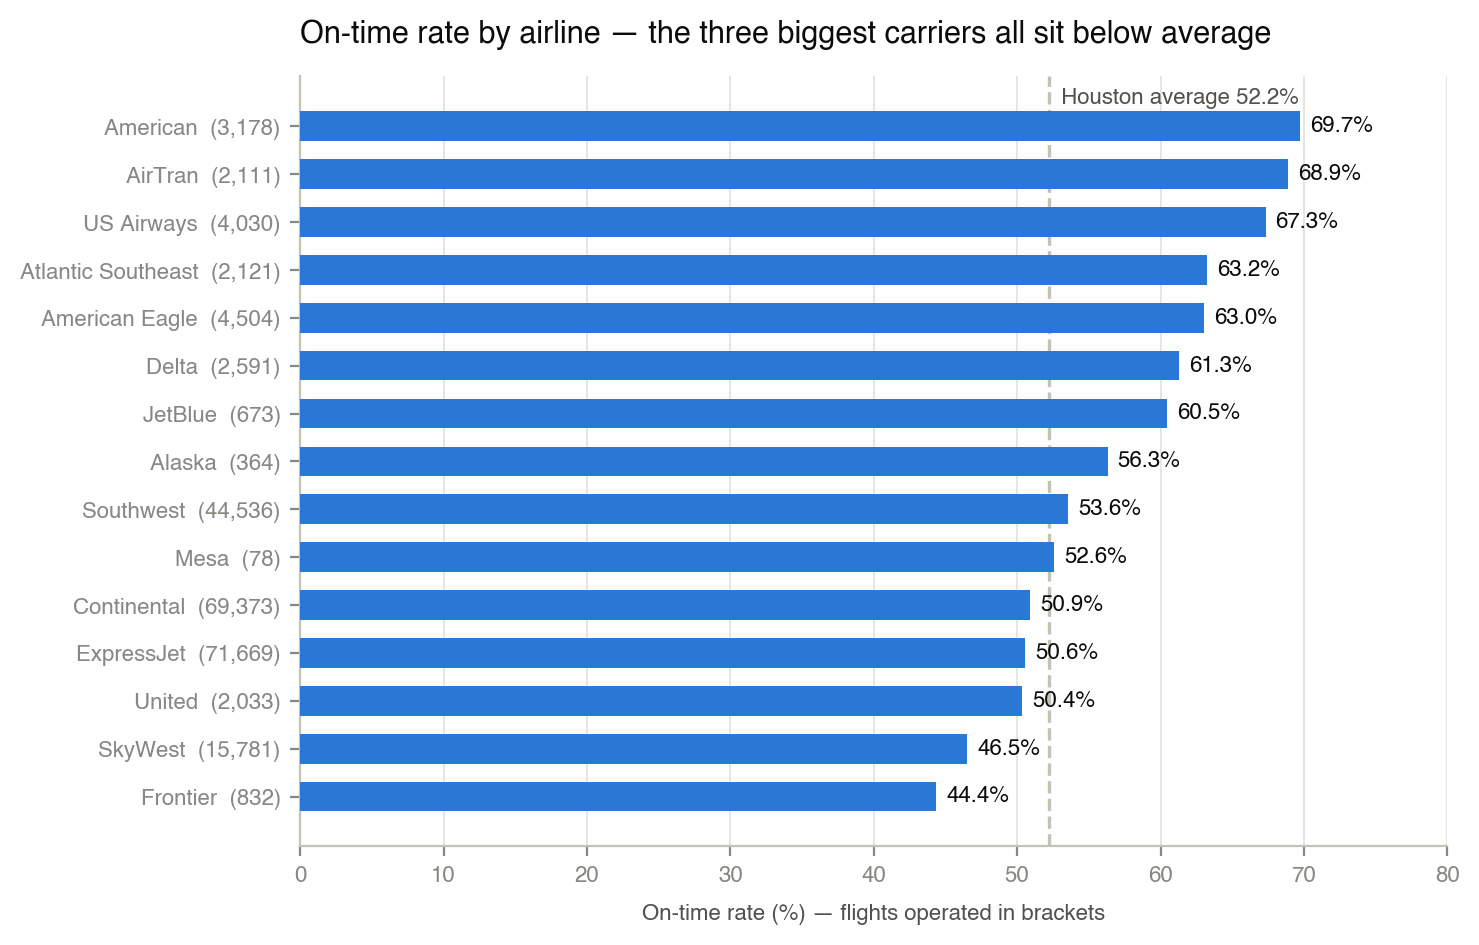 On-time rate by airline — the three biggest carriers all sit below average
Houston average 52.2%
American (3,178) 69.7%
AirTran (2,111) 68.9%
US Airways (4,030) 67.3%
Atlantic Southeast (2,121) 63.2%
American Eagle (4,504) 63.0%
Delta (2,591) 61.3%
JetBlue (673) 60.5%
Alaska (364) 56.3%
Southwest (44,536) 53.6%
Mesa (78) 52.6%
Continental (69,373) 50.9%
ExpressJet (71,669) 50.6%
United (2,033) 50.4%
SkyWest (15,781) 46.5%
Frontier (832) 44.4%
0 10 20 30 40 50 60 70 80
On-time rate (%) — flights operated in brackets